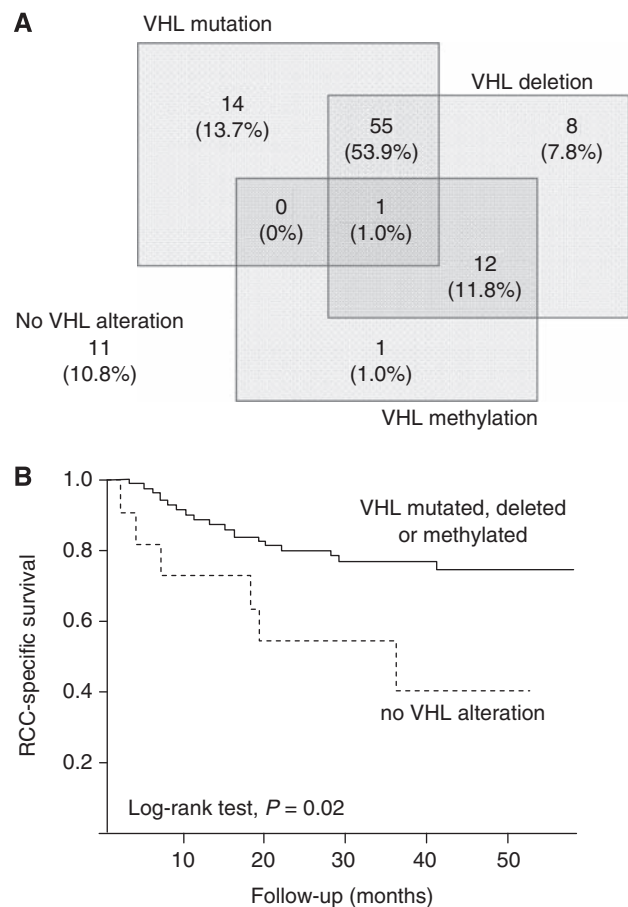 A
VHL mutation
VHL deletion
14
(13.7%)
55
(53.9%)
8
(7.8%)
0
(0%)
1
(1.0%)
12
(11.8%)
No VHL alteration
11
(10.8%)
1
(1.0%)
VHL methylation
B
1.0
0.8
0.6
0.4
0.2
RCC-specific survival
VHL mutated, deleted
or methylated
no VHL alteration
Log-rank test, P = 0.02
10 20 30 40 50
Follow-up (months)